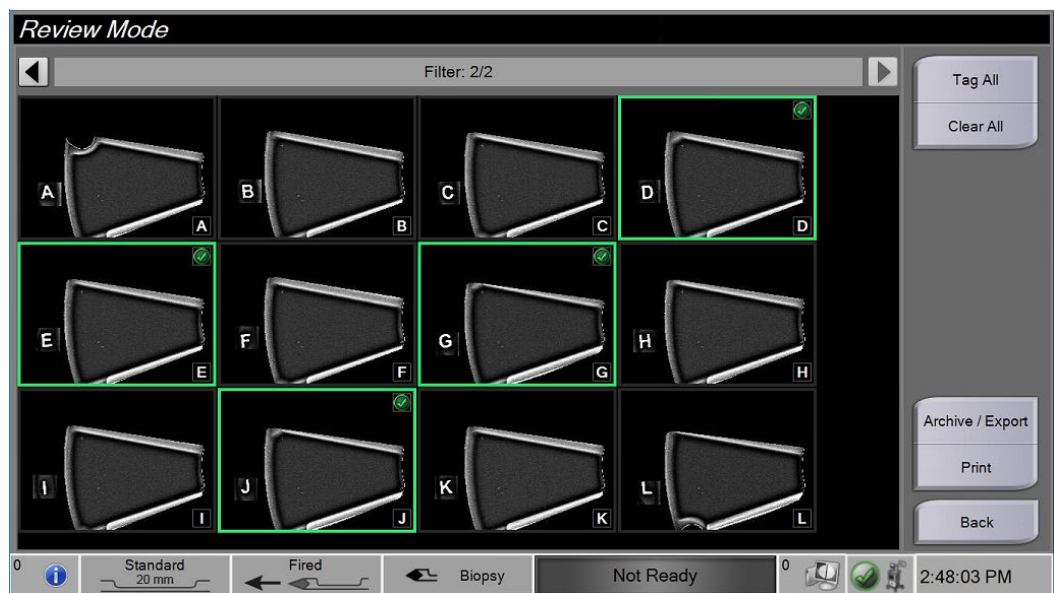 Review Mode
Filter: 2/2
Tag All
Clear All
A A
B B
C C
D D
E E
F F
G G
H H
I I
J J
K K
L L
Archive / Export
Print
Back
0
Standard
20 mm
Fired
Biopsy
Not Ready
0
2:48:03 PM